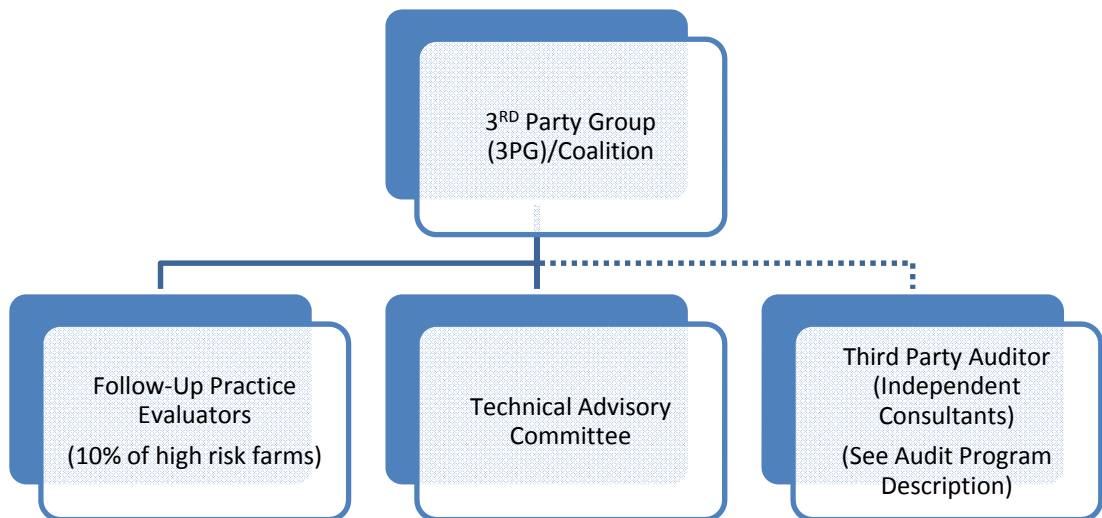 3RD Party Group
(3PG)/Coalition
Follow-Up Practice
Evaluators
(10% of high risk farms)
Technical Advisory
Committee
Third Party Auditor
(Independent
Consultants)
(See Audit Program
Description)